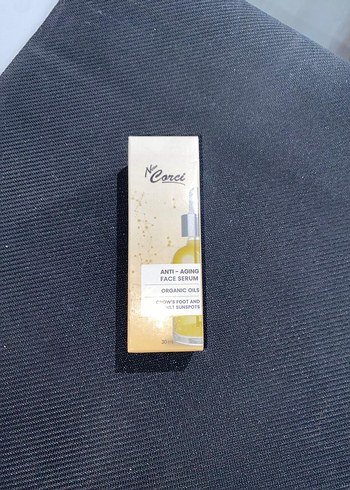 Corci
ANTI - AGING
FACE SERUM
ORGANIC OILS
CROW'S FOOT AND
SUNSPOTS